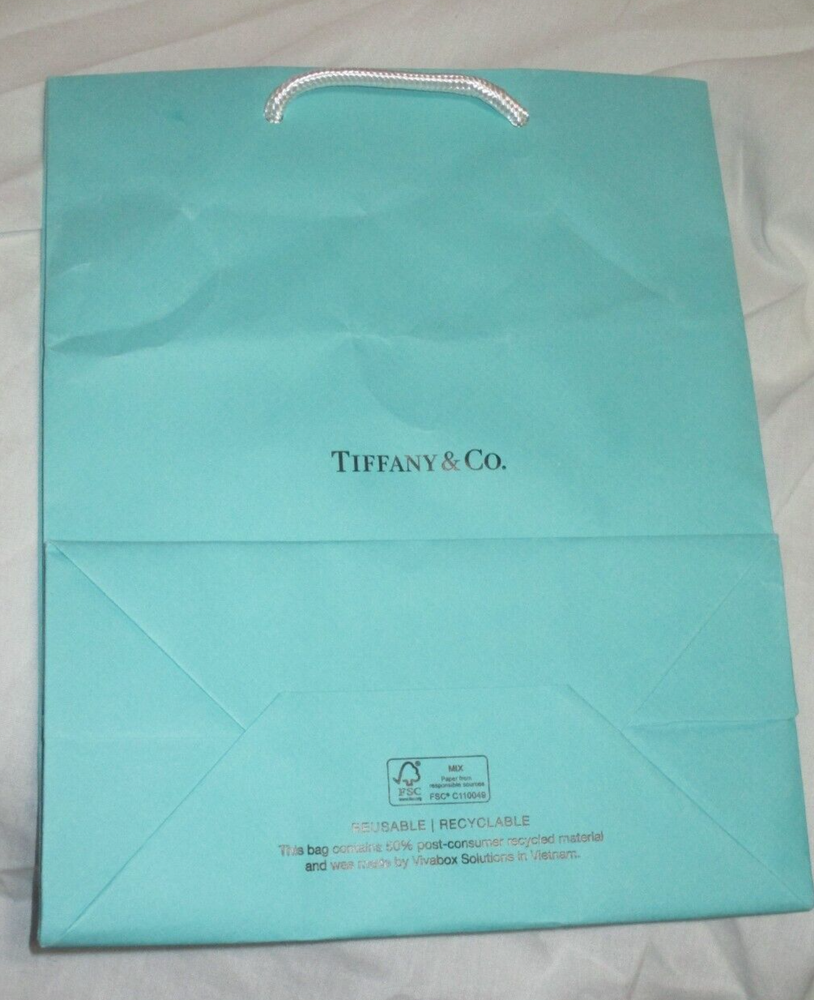 TIFFANY & CO.
FSC
MIX
Paper from
responsible sources
FSC® C110049
REUSABLE | RECYCLABLE
This bag contains 50% post-consumer recycled material
and was made by Vivabox Solutions in Vietnam.